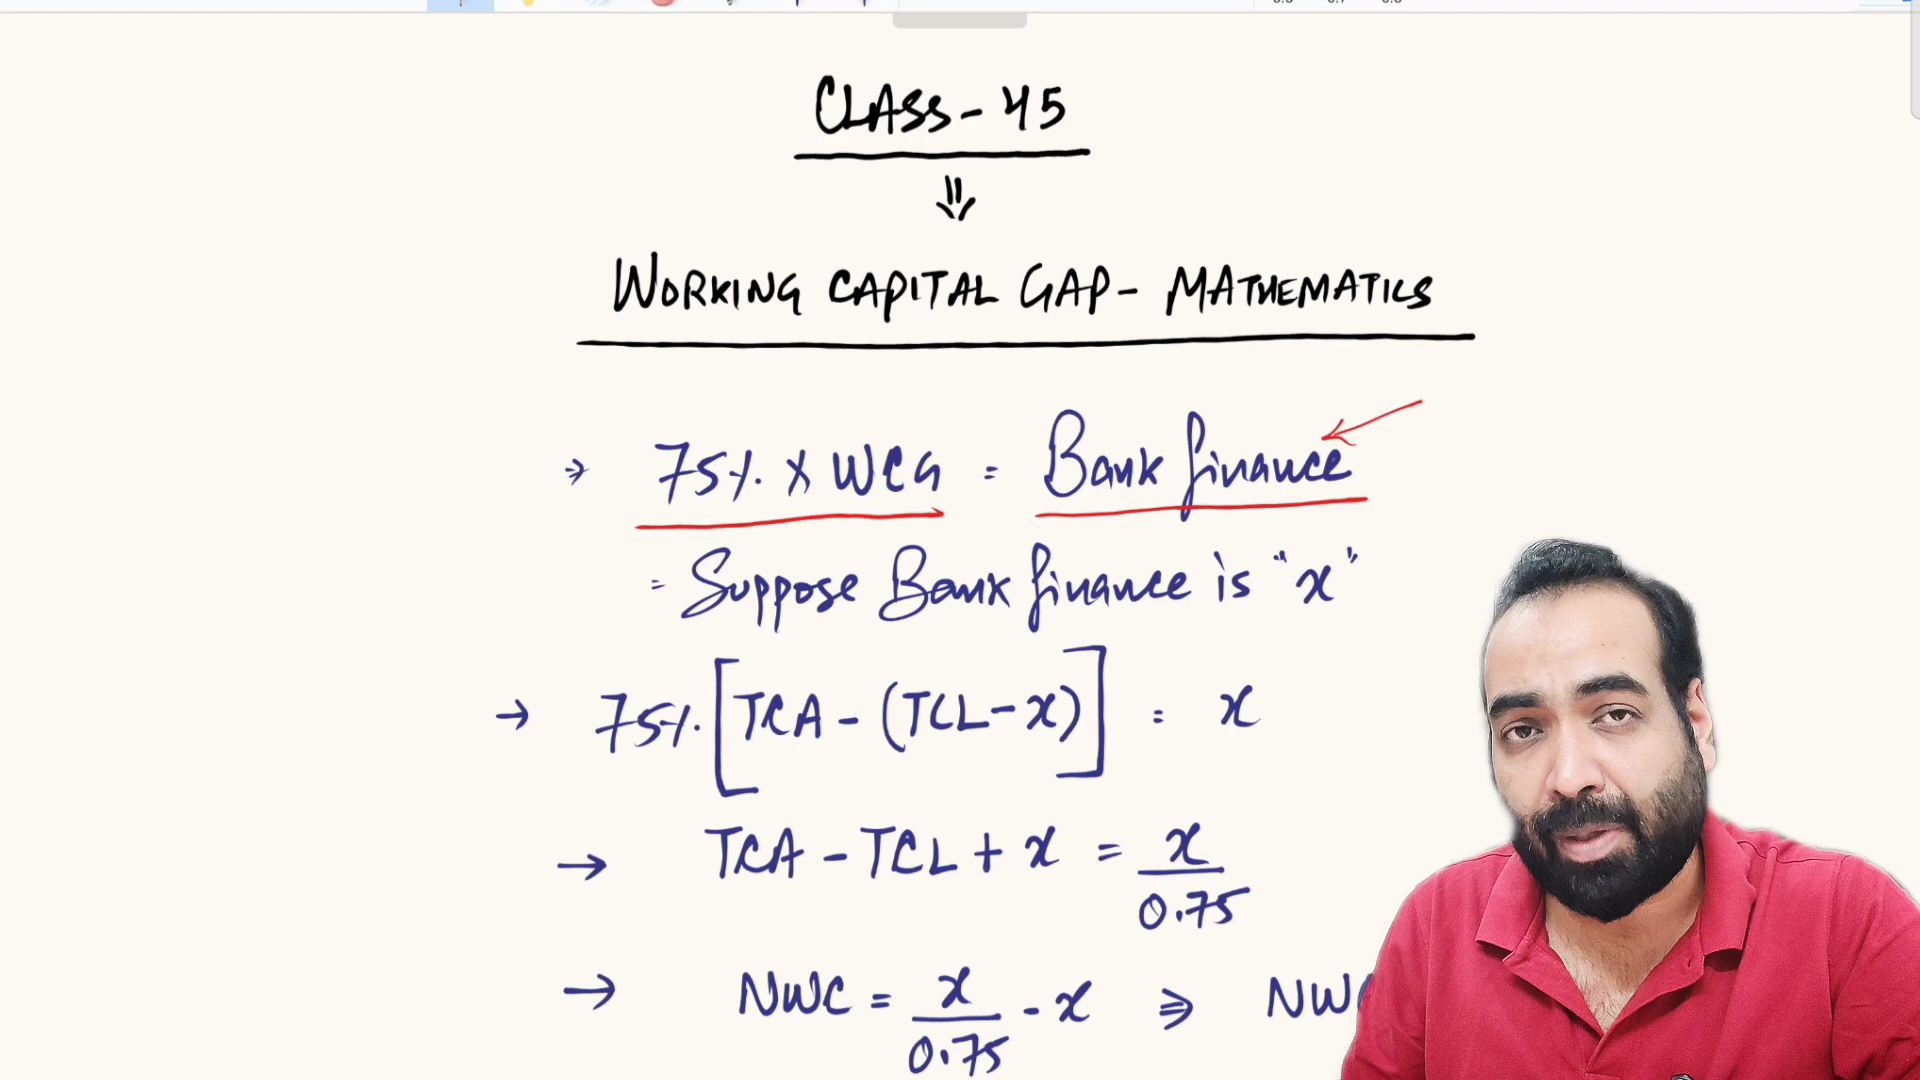 CLASS - 45
⇓
WORKING CAPITAL GAP - MATHEMATICS
→ 75% x WCG = Bank finance
= Suppose Bank finance is "x"
→ 75% [TCA - (TCL - x)] = x
→ TCA - TCL + x = x / 0.75
→ NWC = x / 0.75 - x ⇒